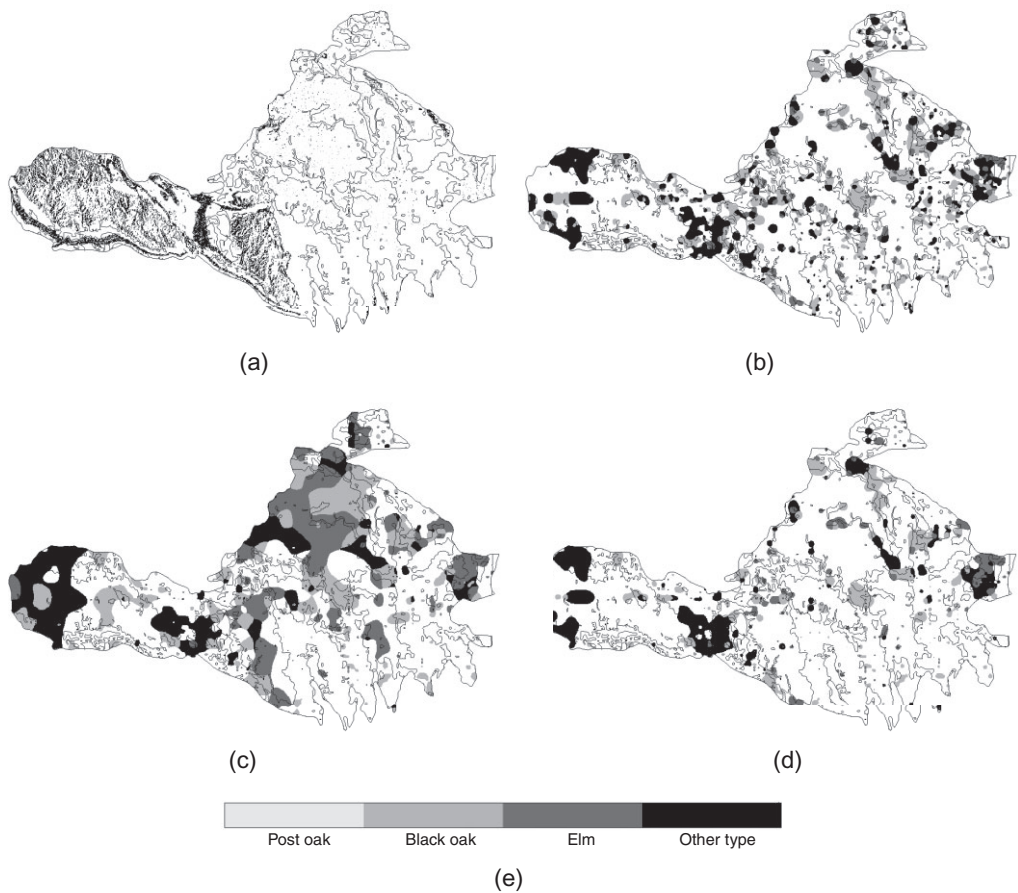 (a)
(b)
(c)
(d)
Post oak
Black oak
Elm
Other type
(e)